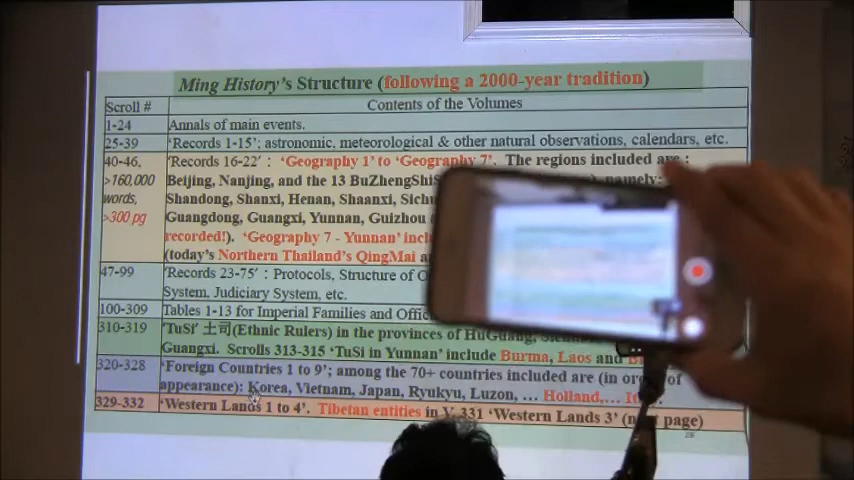 Ming History's Structure (following a 2000-year tradition)
Scroll # Contents of the Volumes
1-24 Annals of main events.
25-39 'Records 1-15'; astronomic, meteorological & other natural observations, calendars, etc.
40-46, 'Records 16-22' : 'Geography 1' to 'Geography 7'. The regions included are :
>160,000 Beijing, Nanjing, and the 13 BuZhengShi namely:
words, Shandong, Shanxi, Henan, Shaanxi,
>300 pg Guangdong, Guangxi, Yunnan, Guizhou
recorded!). 'Geography 7 - Yunnan'
(today's Northern Thailand's QingMai
47-99 'Records 23-75' : Protocols, Structure of
System, Judiciary System, etc.
100-309 Tables 1-13 for Imperial Families and
310-319 'TuSi' 土司(Ethnic Rulers) in the provinces of HuGuang,
Guangxi. Scrolls 313-315 'TuSi in Yunnan' include Burma, Laos and
320-328 'Foreign Countries 1 to 9'; among the 70+ countries included are (in of
appearance): Korea, Vietnam, Japan, Ryukyu, Luzon, ... Holland,...
329-332 'Western Lands 1 to 4'. Tibetan entities in V.331 'Western Lands 3' page)